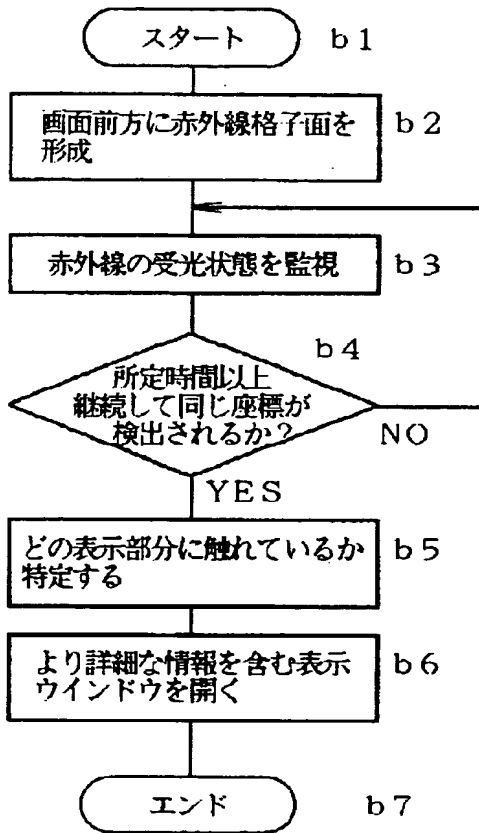 スタート b1
画面前方に赤外線格子面を
形成
b2
赤外線の受光状態を監視 b3
b4
所定時間以上
継続して同じ座標が
検出されるか?
NO
YES
どの表示部分に触れているか
特定する
b5
より詳細な情報を含む表示
ウインドウを開く
b6
エンド b7